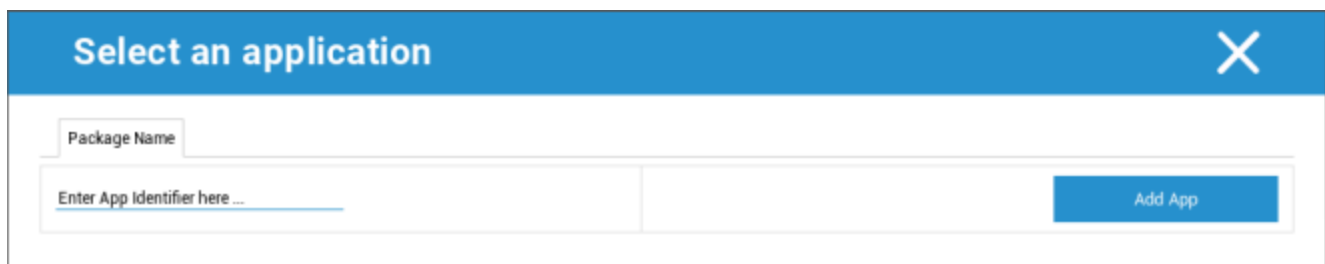 Select an application
Package Name
Enter App Identifier here ...
Add App